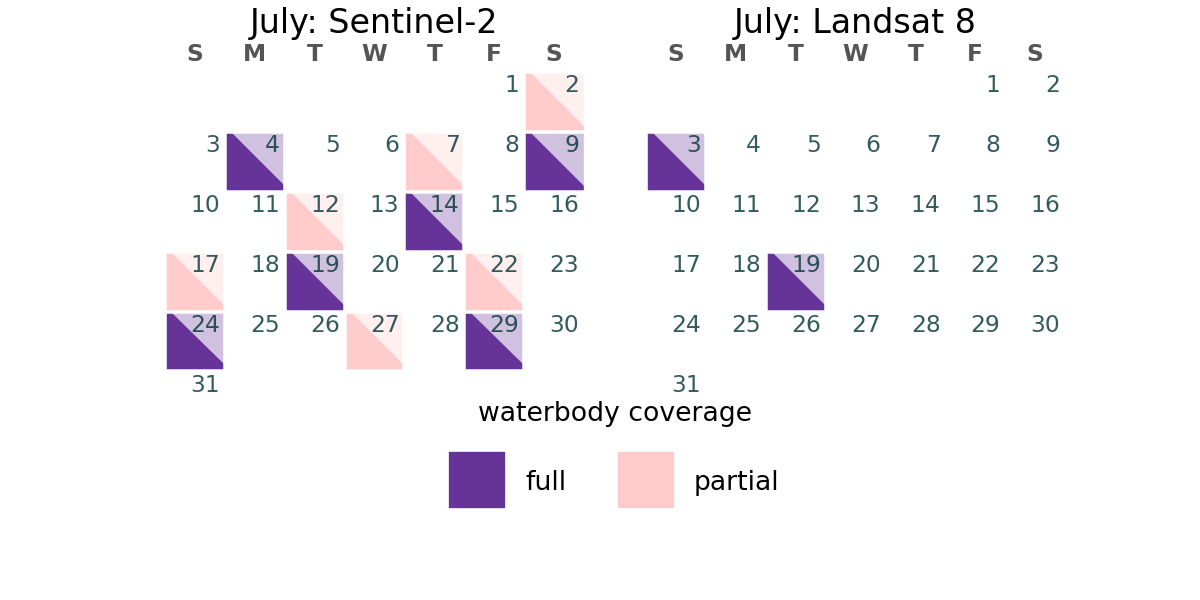 July: Sentinel-2
S M T W T F S
1 2
3 4 5 6 7 8 9
10 11 12 13 14 15 16
17 18 19 20 21 22 23
24 25 26 27 28 29 30
31
July: Landsat 8
S M T W T F S
1 2
3 4 5 6 7 8 9
10 11 12 13 14 15 16
17 18 19 20 21 22 23
24 25 26 27 28 29 30
31
waterbody coverage
full
partial